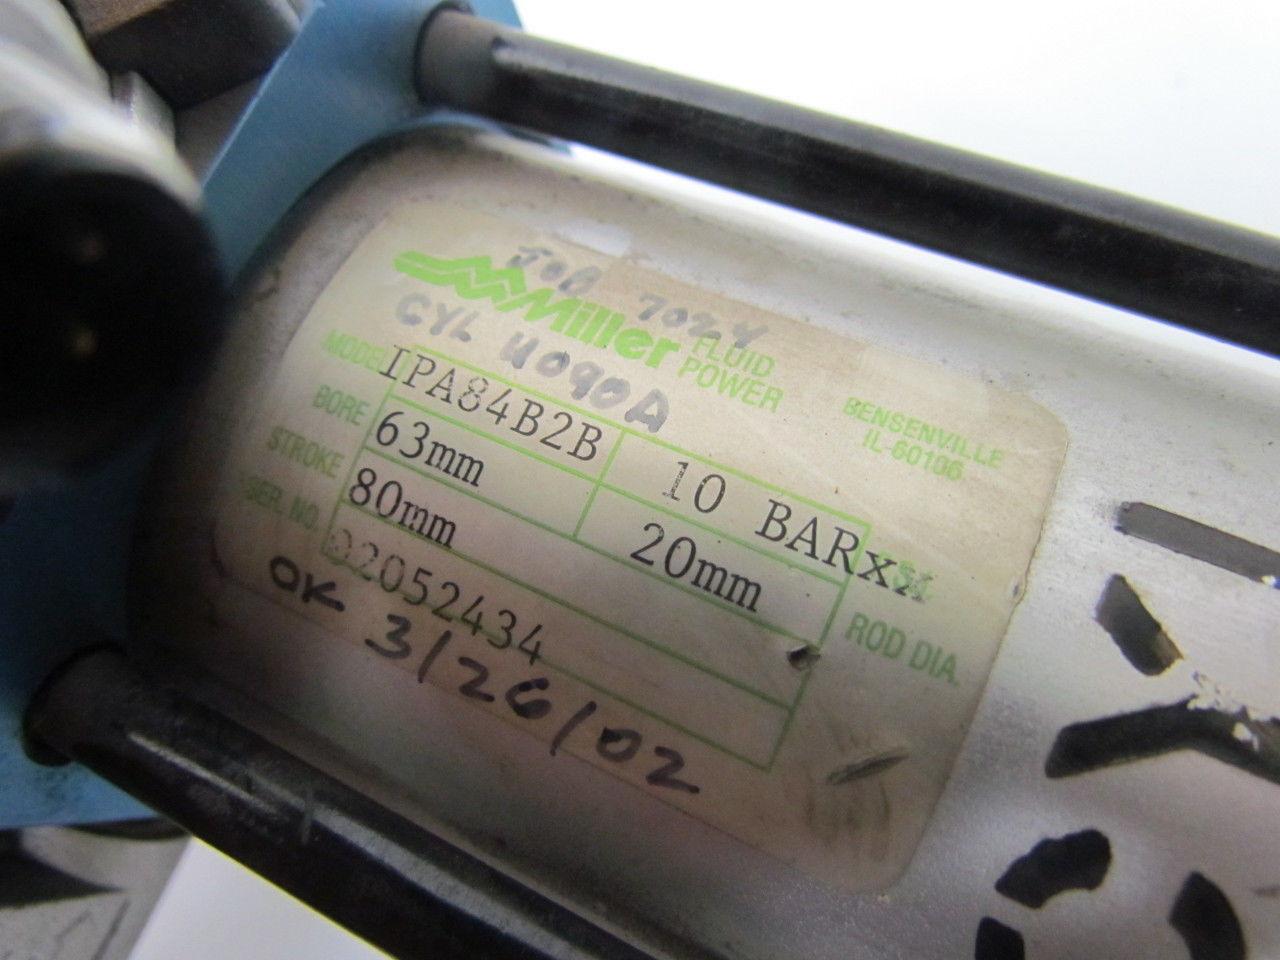 JOB 7024
Miller FLUID POWER
CYL 4090A
BENSENVILLE
IL-60106
MODEL IPA84B2B 10 BARxx
BORE 63mm 20mm ROD DIA.
STROKE 80mm
SER. NO. 02052434
OK 3/26/02